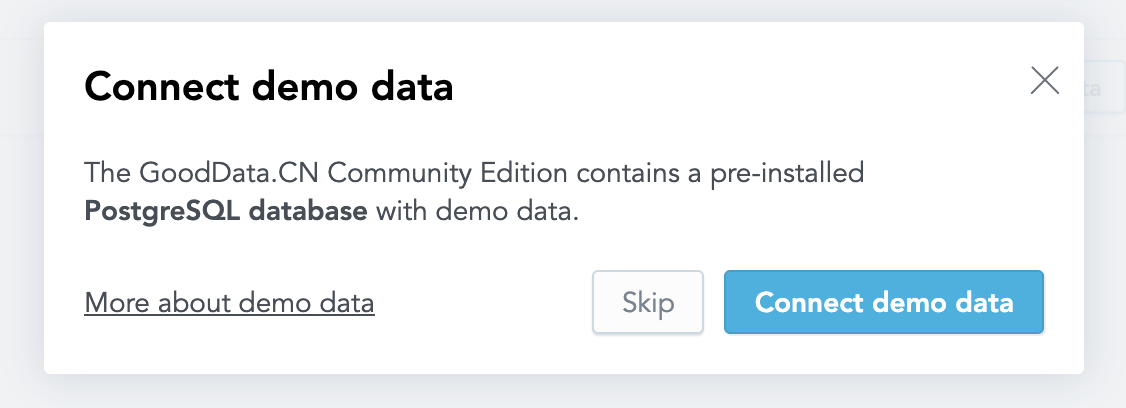 Connect demo data
The GoodData.CN Community Edition contains a pre-installed
PostgreSQL database with demo data.
More about demo data
Skip
Connect demo data